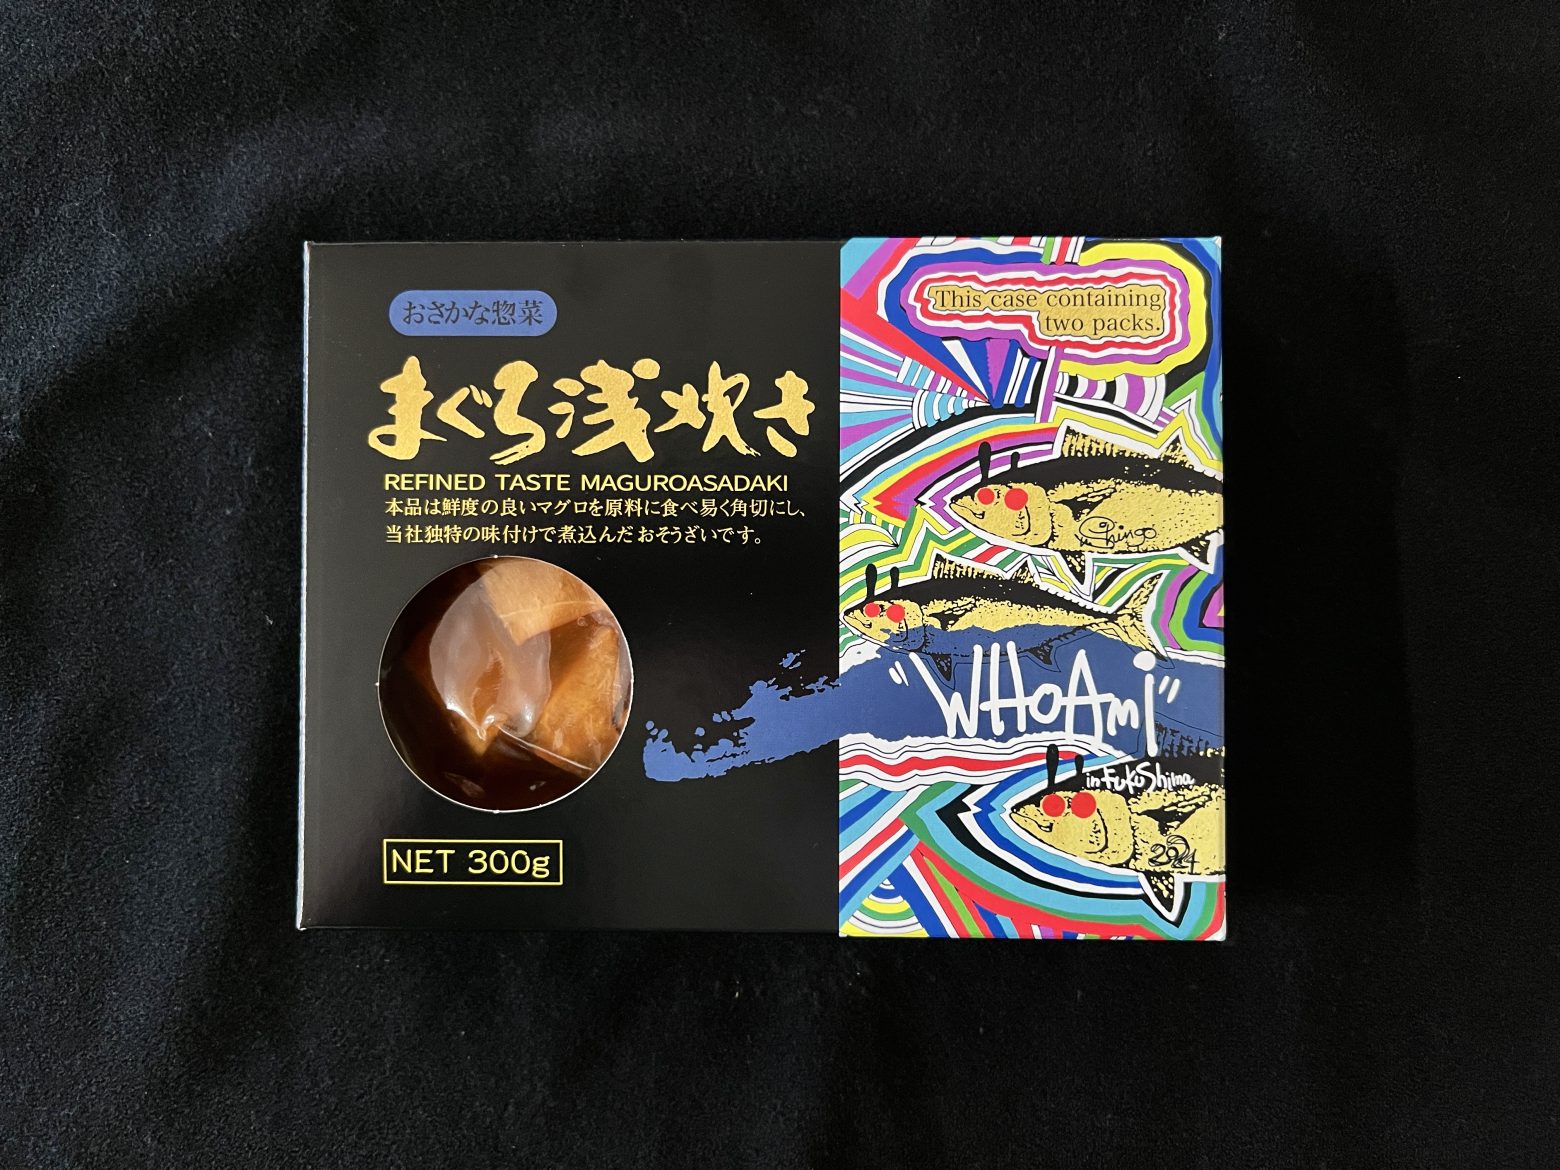 おさかな惣菜
まぐろ浅炊き
REFINED TASTE MAGUROASADAKI
本品は鮮度の良いマグロを原料に食べ易く角切にし、
当社独特の味付けで煮込んだおそうざいです。
NET 300g
This case containing
two packs.
Shingo
"WHoAmi"
in FukuShima
2024